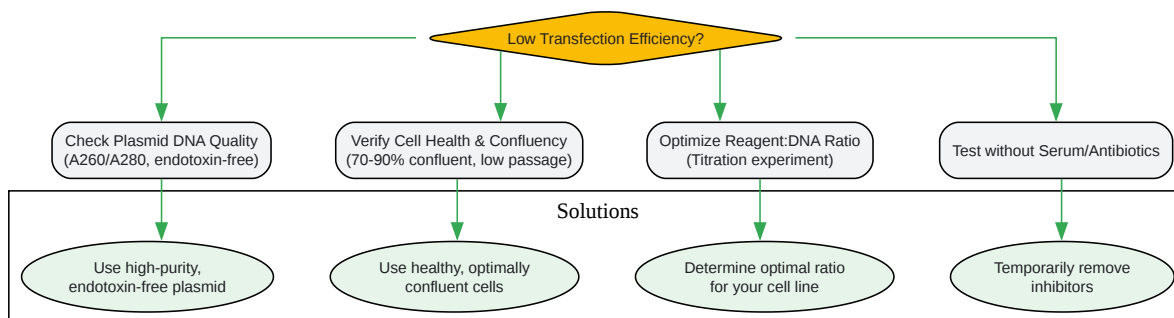 Low Transfection Efficiency?
Check Plasmid DNA Quality
(A260/A280, endotoxin-free)
Verify Cell Health & Confluency
(70-90% confluent, low passage)
Optimize Reagent:DNA Ratio
(Titration experiment)
Test without Serum/Antibiotics
Solutions
Use high-purity,
endotoxin-free plasmid
Use healthy, optimally
confluent cells
Determine optimal ratio
for your cell line
Temporarily remove
inhibitors